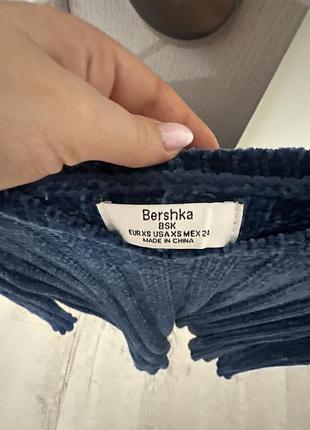 Bershka
BSK
EUR XS USA XS MEX 24
MADE IN CHINA